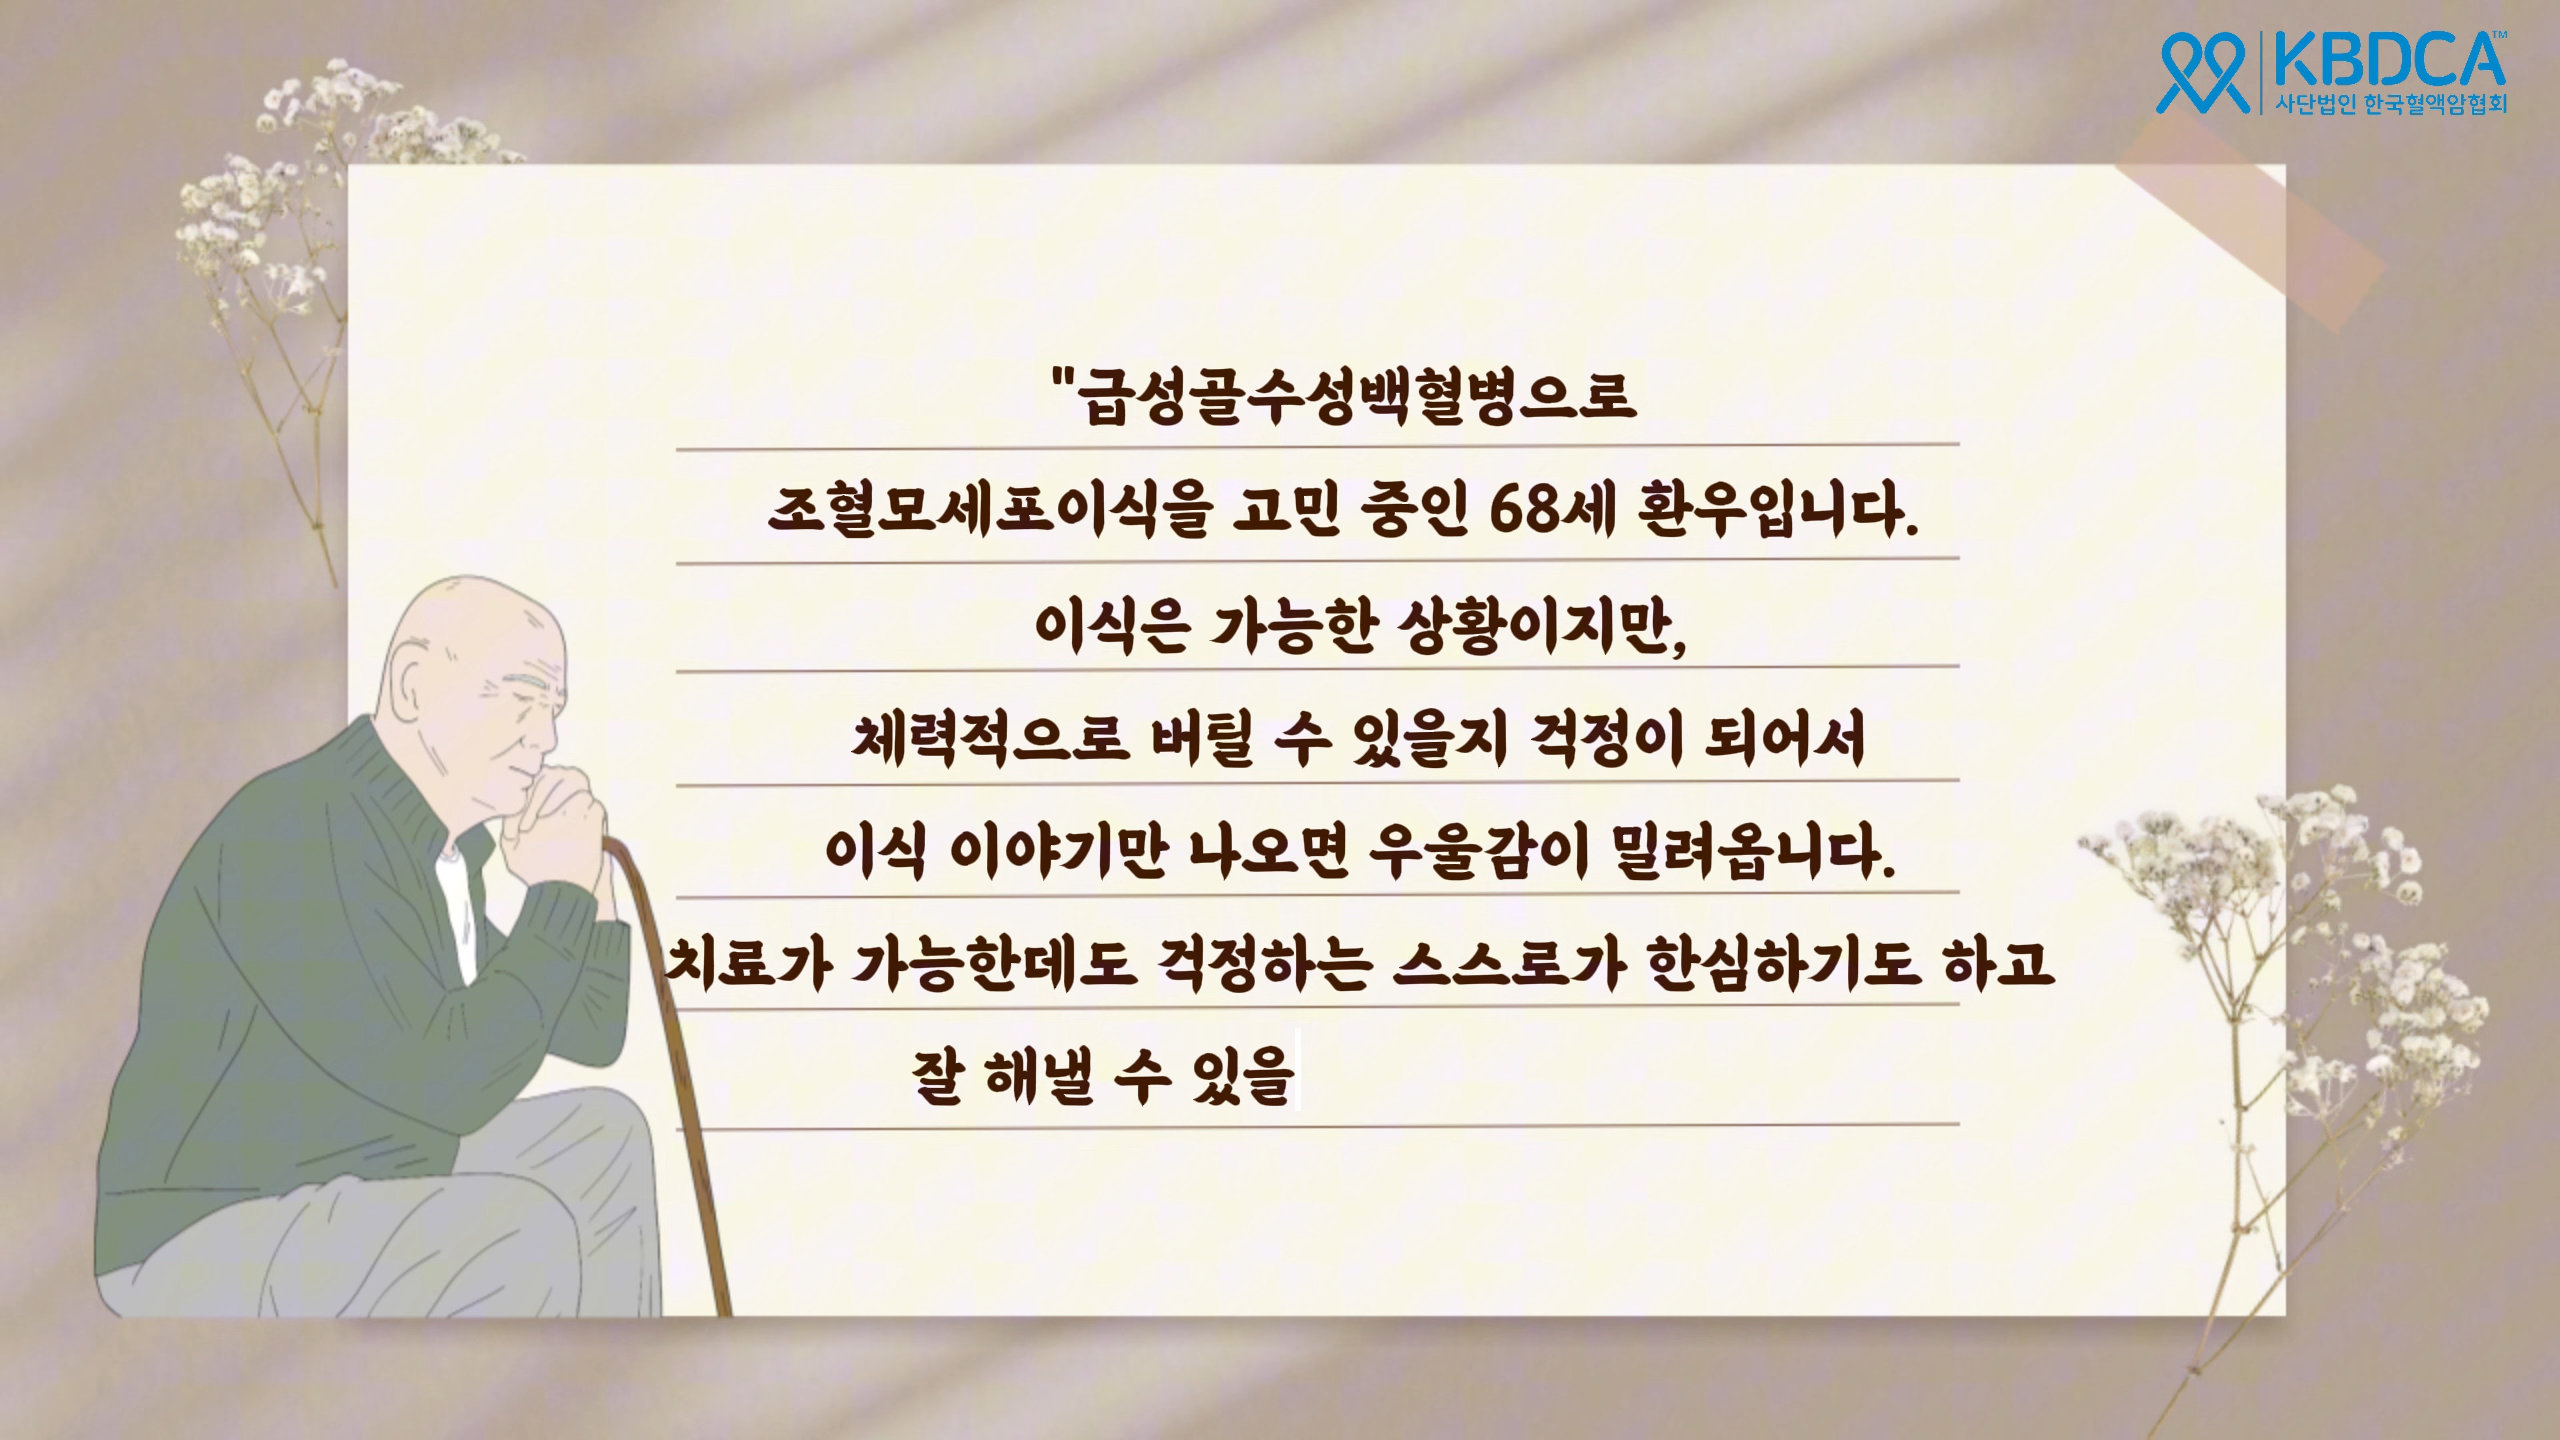 KBDCA™
사단법인 한국혈액암협회
"급성골수성백혈병으로
조혈모세포이식을 고민 중인 68세 환우입니다.
이식은 가능한 상황이지만,
체력적으로 버틸 수 있을지 걱정이 되어서
이식 이야기만 나오면 우울감이 밀려옵니다.
치료가 가능한데도 걱정하는 스스로가 한심하기도 하고
잘 해낼 수 있을